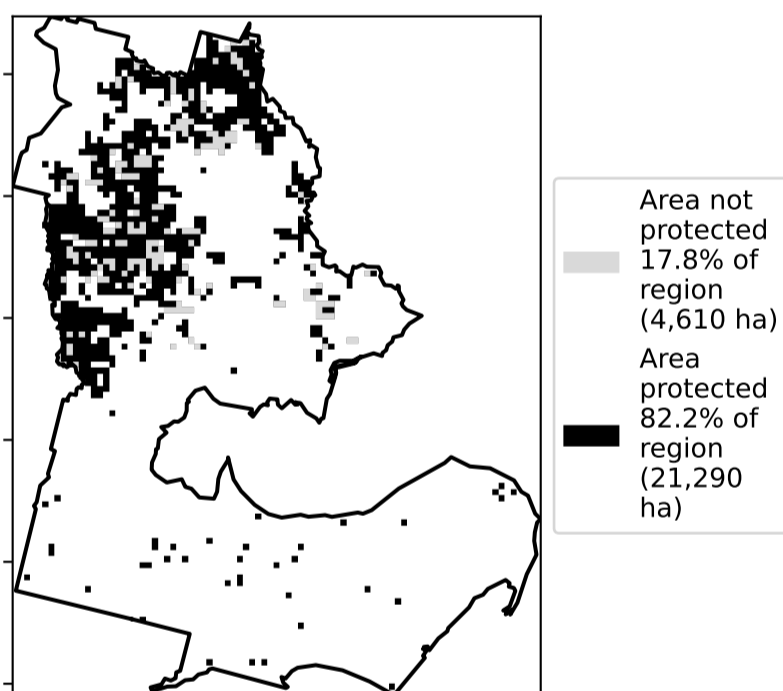 Area not
protected
17.8% of
region
(4,610 ha)
Area
protected
82.2% of
region
(21,290
ha)